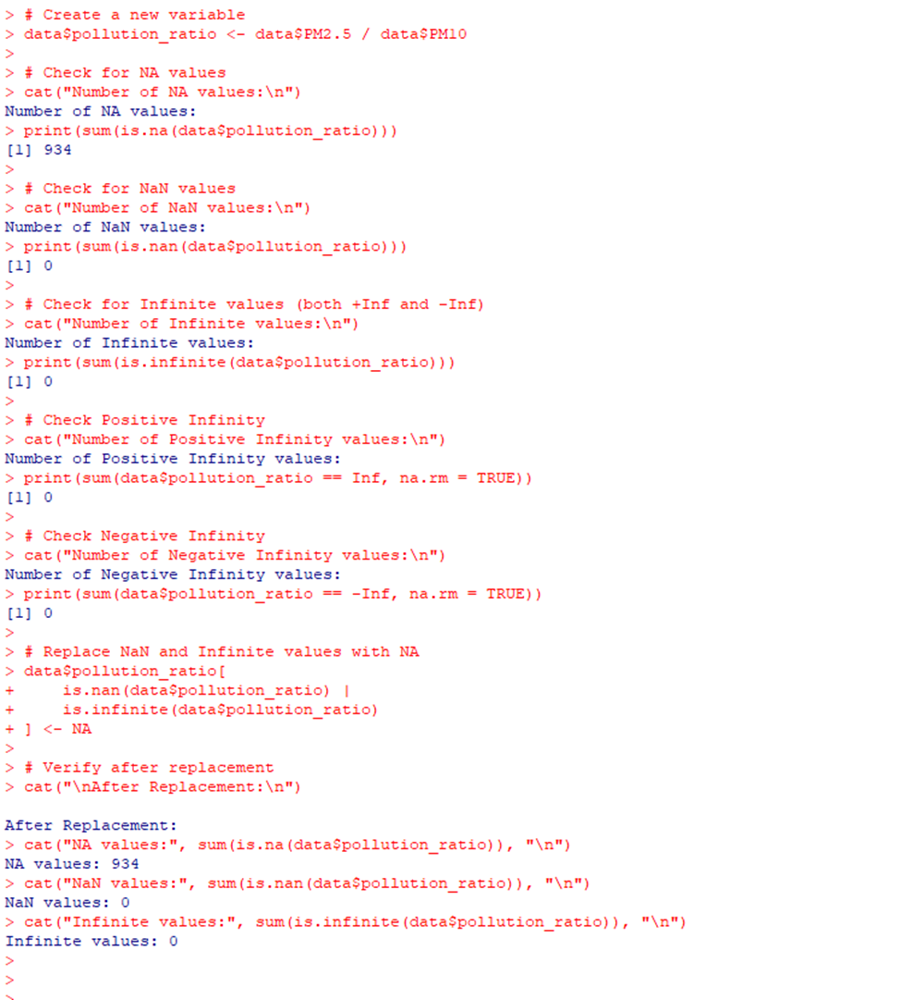 > # Create a new variable
> data$pollution_ratio <- data$PM2.5 / data$PM10
>
> # Check for NA values
> cat("Number of NA values:\n")
Number of NA values:
> print(sum(is.na(data$pollution_ratio)))
[1] 934
>
> # Check for NaN values
> cat("Number of NaN values:\n")
Number of NaN values:
> print(sum(is.nan(data$pollution_ratio)))
[1] 0
>
> # Check for Infinite values (both +Inf and -Inf)
> cat("Number of Infinite values:\n")
Number of Infinite values:
> print(sum(is.infinite(data$pollution_ratio)))
[1] 0
>
> # Check Positive Infinity
> cat("Number of Positive Infinity values:\n")
Number of Positive Infinity values:
> print(sum(data$pollution_ratio == Inf, na.rm = TRUE))
[1] 0
>
> # Check Negative Infinity
> cat("Number of Negative Infinity values:\n")
Number of Negative Infinity values:
> print(sum(data$pollution_ratio == -Inf, na.rm = TRUE))
[1] 0
>
> # Replace NaN and Infinite values with NA
> data$pollution_ratio[
+     is.nan(data$pollution_ratio) |
+     is.infinite(data$pollution_ratio)
+ ] <- NA
>
> # Verify after replacement
> cat("\nAfter Replacement:\n")

After Replacement:
> cat("NA values:", sum(is.na(data$pollution_ratio)), "\n")
NA values: 934
> cat("NaN values:", sum(is.nan(data$pollution_ratio)), "\n")
NaN values: 0
> cat("Infinite values:", sum(is.infinite(data$pollution_ratio)), "\n")
Infinite values: 0
>
>
>